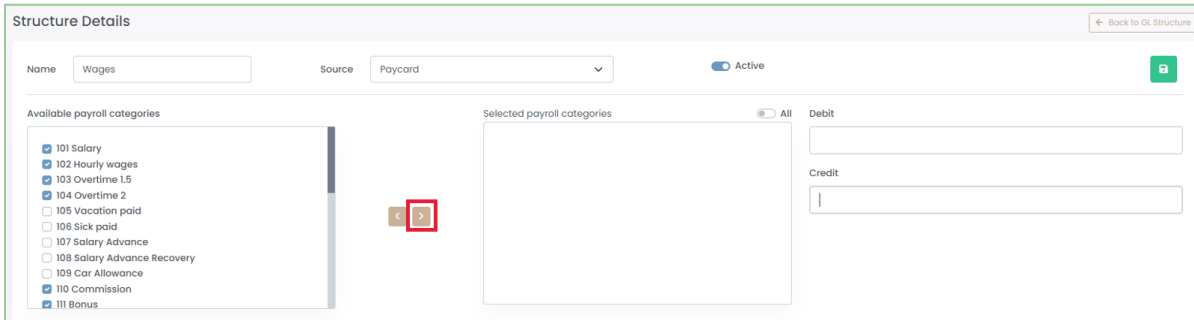 Structure Details
← Back to GL Structure
Name
Wages
Source
Paycard
Active
Available payroll categories
101 Salary
102 Hourly wages
103 Overtime 1.5
104 Overtime 2
105 Vacation paid
106 Sick paid
107 Salary Advance
108 Salary Advance Recovery
109 Car Allowance
110 Commission
111 Bonus
Selected payroll categories
All
Debit
Credit